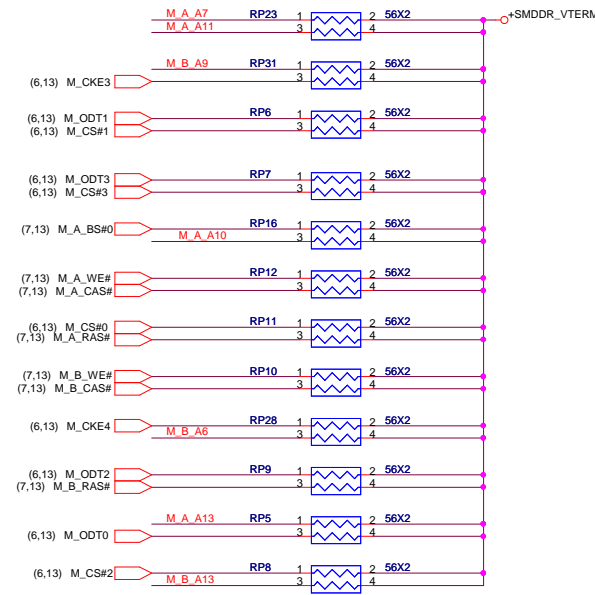 M_A_A7 RP23 1 2 56X2 +SMDDR_VTERM
M_A_A11 3 4
M_B_A9 RP31 1 2 56X2
(6,13) M_CKE3 3 4
(6,13) M_ODT1 RP6 1 2 56X2
(6,13) M_CS#1 3 4
(6,13) M_ODT3 RP7 1 2 56X2
(6,13) M_CS#3 3 4
(7,13) M_A_BS#0 RP16 1 2 56X2
M_A_A10 3 4
(7,13) M_A_WE# RP12 1 2 56X2
(7,13) M_A_CAS# 3 4
(6,13) M_CS#0 RP11 1 2 56X2
(7,13) M_A_RAS# 3 4
(7,13) M_B_WE# RP10 1 2 56X2
(7,13) M_B_CAS# 3 4
(6,13) M_CKE4 RP28 1 2 56X2
M_B_A6 3 4
(6,13) M_ODT2 RP9 1 2 56X2
(7,13) M_B_RAS# 3 4
M_A_A13 RP5 1 2 56X2
(6,13) M_ODT0 3 4
(6,13) M_CS#2 RP8 1 2 56X2
M_B_A13 3 4